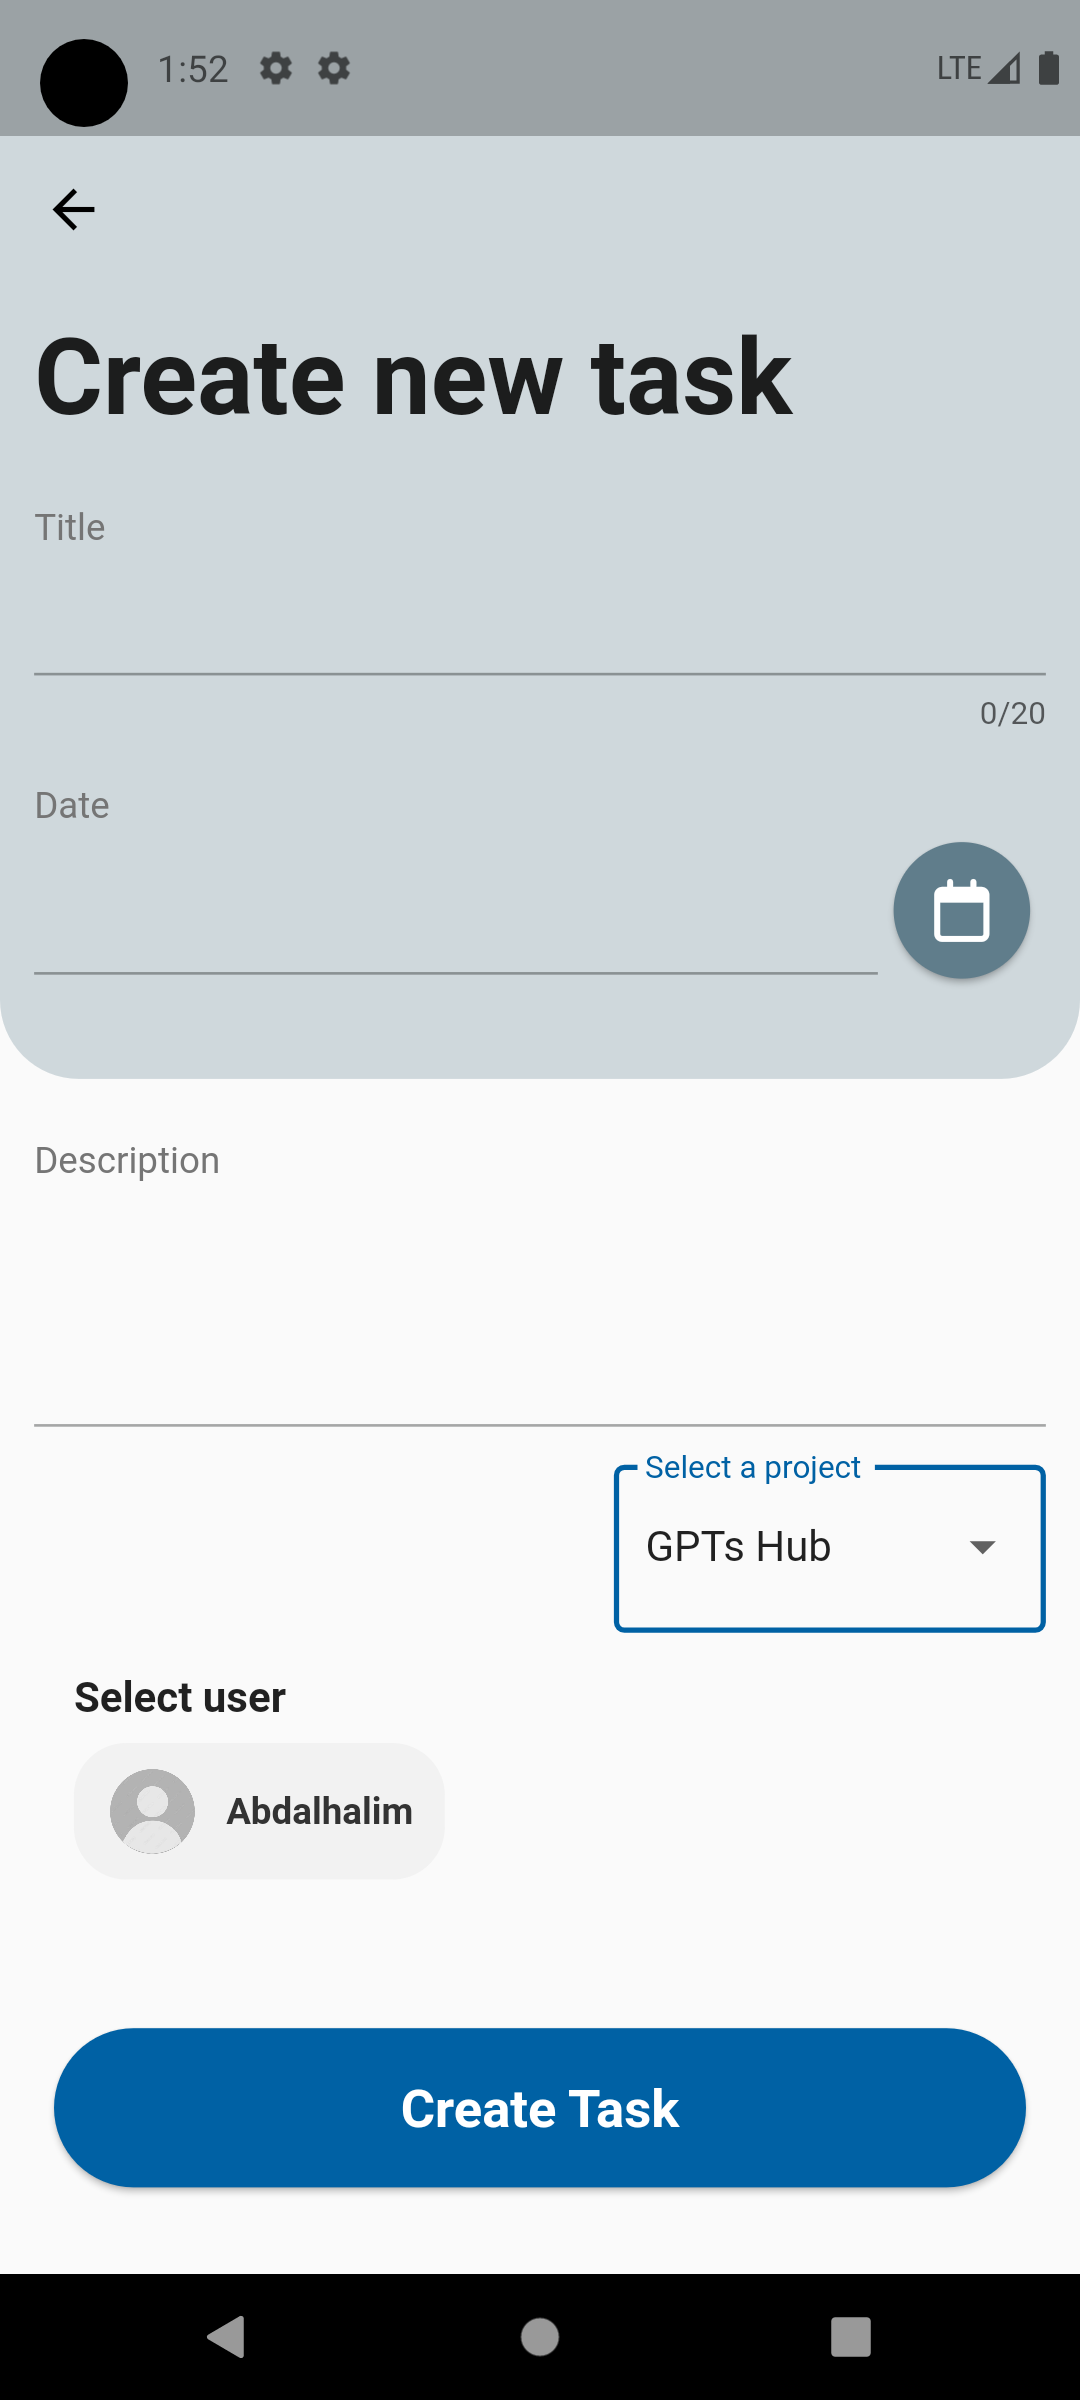 1:52 LTE
Create new task
Title
0/20
Date
Description
Select a project
GPTs Hub
Select user
Abdalhalim
Create Task